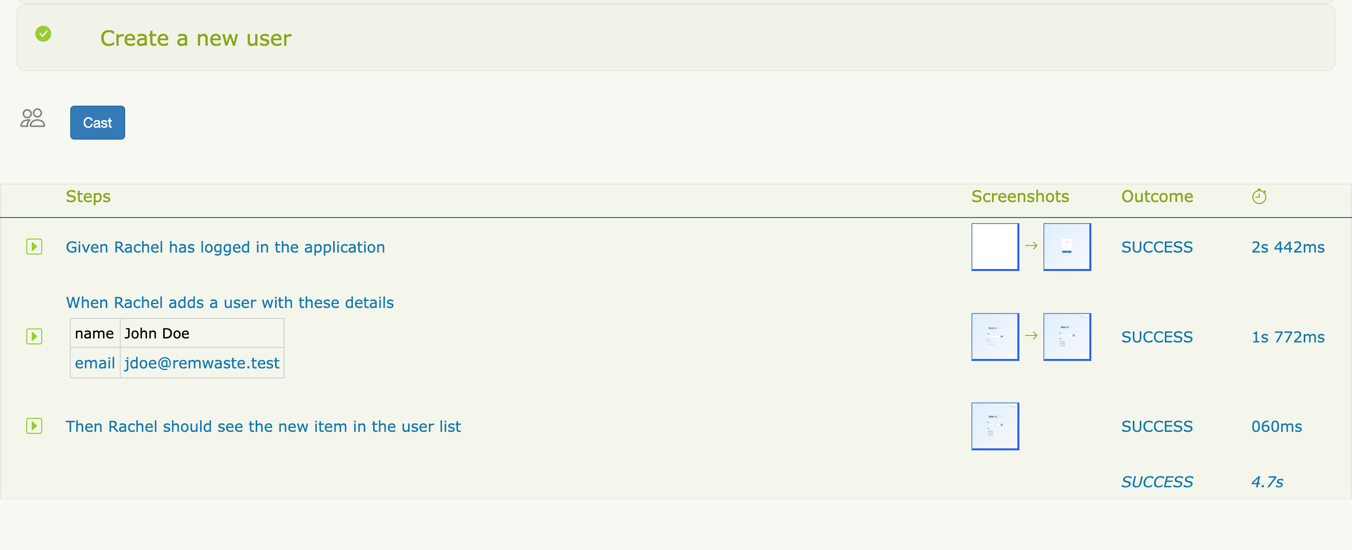 Create a new user
Cast
Steps Screenshots Outcome
Given Rachel has logged in the application SUCCESS 2s 442ms
When Rachel adds a user with these details
name John Doe
email jdoe@remwaste.test
SUCCESS 1s 772ms
Then Rachel should see the new item in the user list SUCCESS 060ms
SUCCESS 4.7s